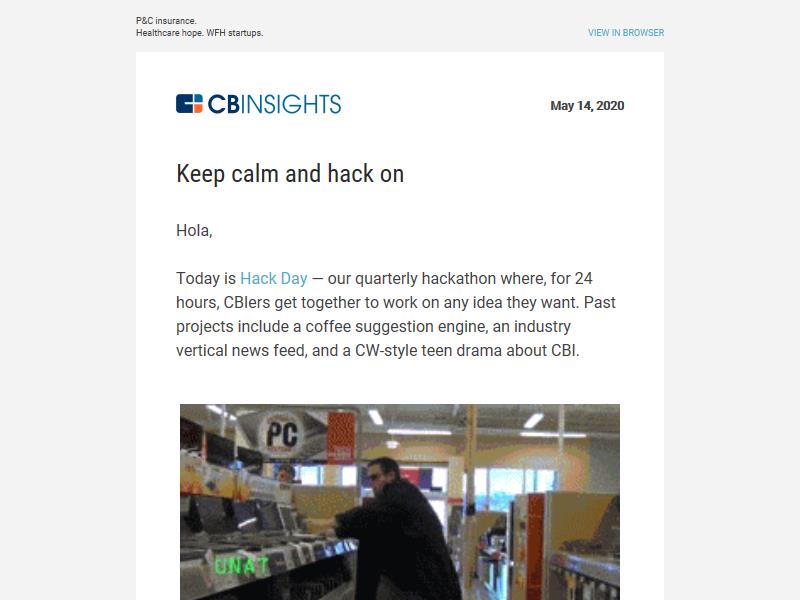 P&C insurance.
Healthcare hope. WFH startups.
VIEW IN BROWSER
CBINSIGHTS
May 14, 2020
Keep calm and hack on
Hola,
Today is Hack Day — our quarterly hackathon where, for 24
hours, CBIers get together to work on any idea they want. Past
projects include a coffee suggestion engine, an industry
vertical news feed, and a CW-style teen drama about CBI.
PC
UNAT